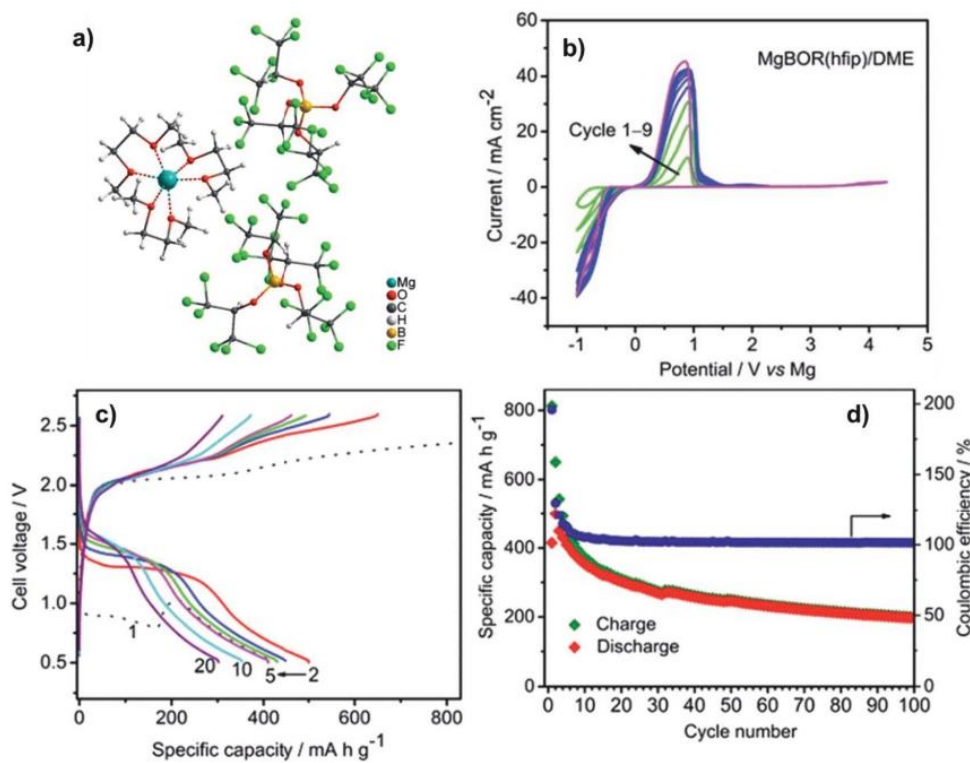 a)
Mg
O
C
H
B
F
b)
MgBOR(hfip)/DME
Cycle 1–9
Current / mA cm⁻²
40
20
0
-20
-40
-1 0 1 2 3 4 5
Potential / V vs Mg
c)
Cell voltage / V
2.5
2.0
1.5
1.0
0.5
1
20 10 5 2
0 200 400 600 800
Specific capacity / mA h g⁻¹
d)
Specific capacity / mA h g⁻¹
800
600
400
200
0
Charge
Discharge
200
150
100
50
0
Coulombic efficiency / %
0 10 20 30 40 50 60 70 80 90 100
Cycle number